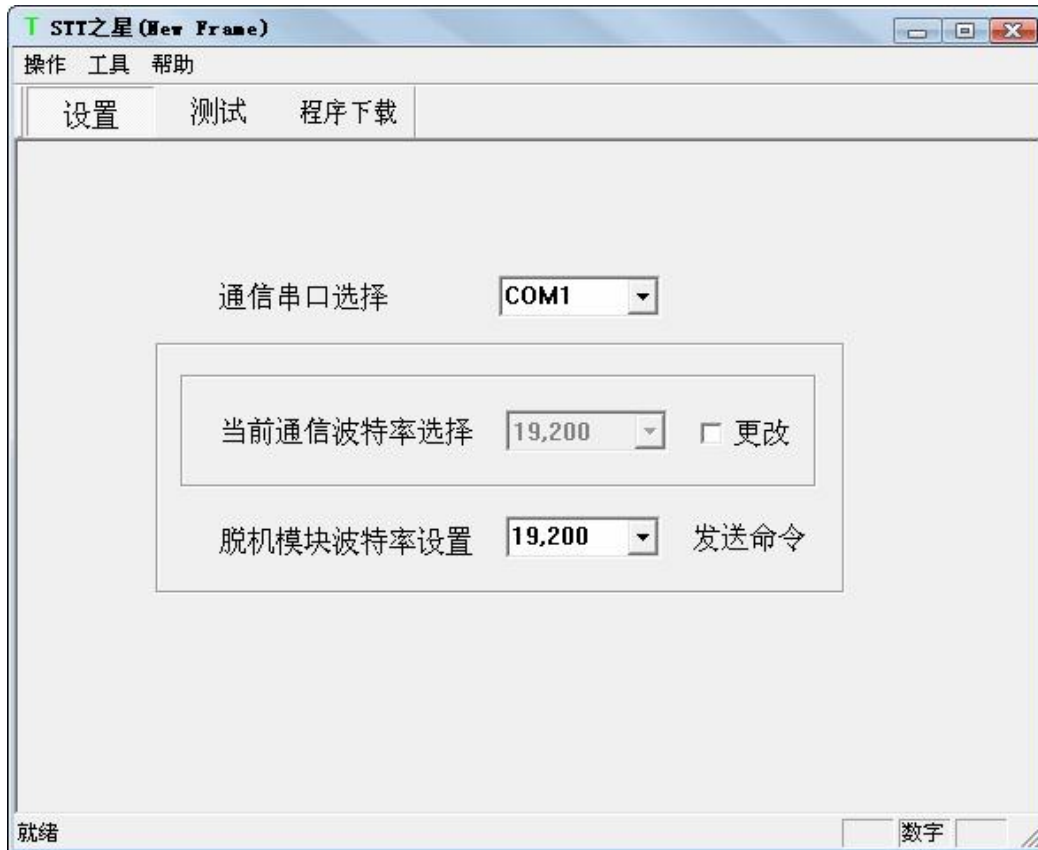 T STT之星(New Frame)
操作 工具 帮助
设置 测试 程序下载
通信串口选择 COM1
当前通信波特率选择 19,200 更改
脱机模块波特率设置 19,200 发送命令
就绪 数字